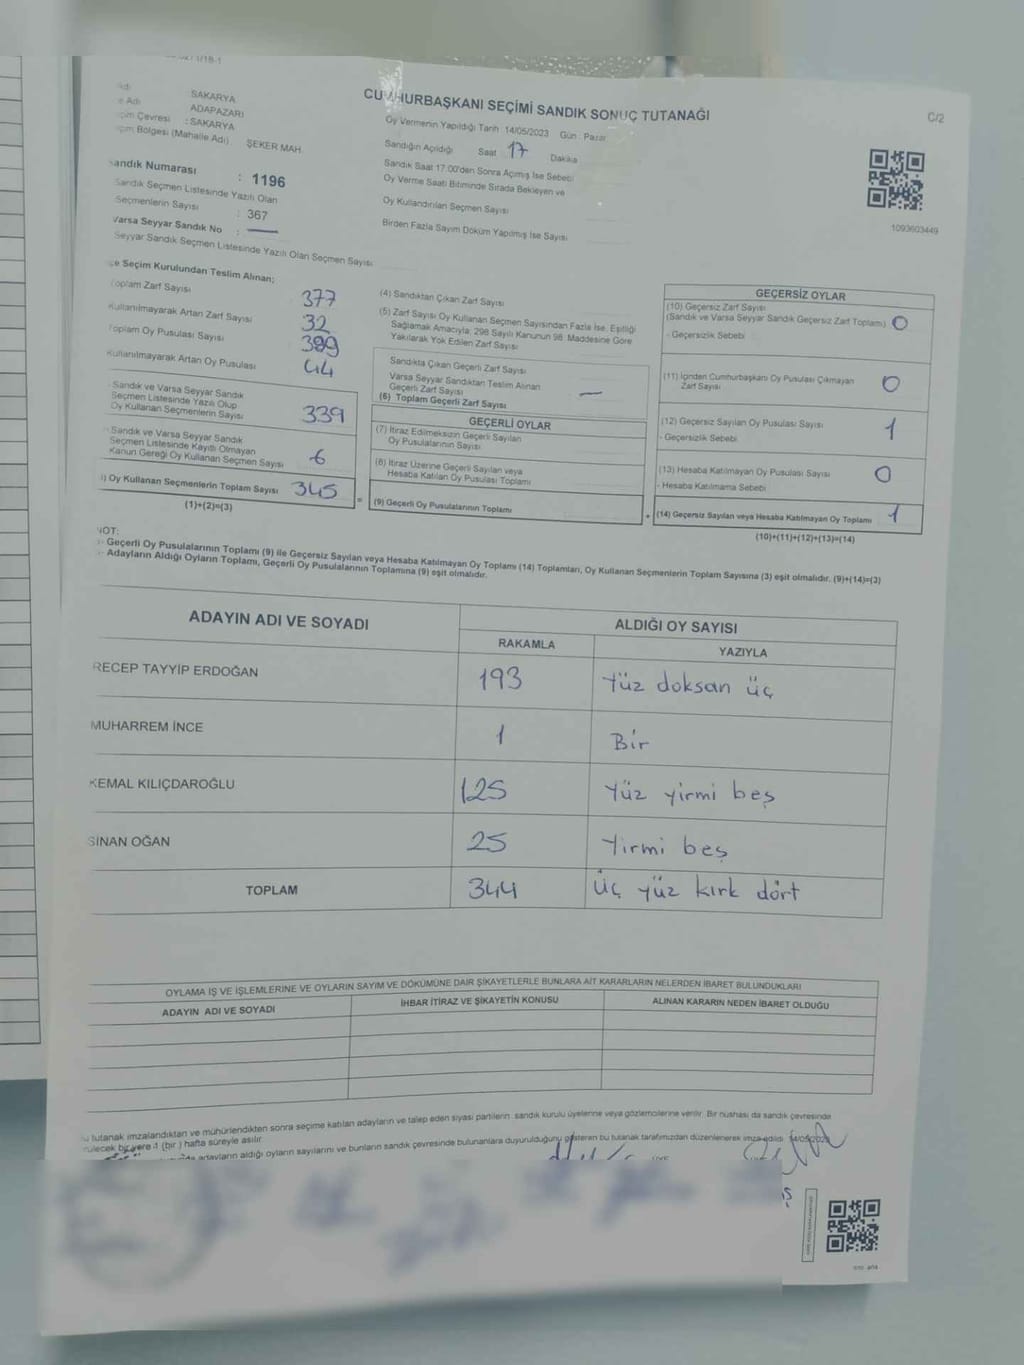 CUMHURBAŞKANI SEÇİMİ SANDIK SONUÇ TUTANAĞI
C/2
SAKARYA
ADAPAZARI
Çevresi : SAKARYA
Bölgesi (Mahalle Adı) ŞEKER MAH.
Sandık Numarası : 1196
Sandık Seçmen Listesinde Yazılı Olan
Seçmenlerin Sayısı : 367
Varsa Seyyar Sandık No : —
Seyyar Sandık Seçmen Listesinde Yazılı Olan Seçmen Sayısı
Oy Vermenin Yapıldığı Tarih 14/05/2023 Gün : Pazar
Sandığın Açıldığı Saat 17 Dakika
Sandık Saat 17.00'den Sonra Açımış İse Sebebi
Oy Verme Saati Bitiminde Sırada Bekleyen ve
Oy Kullandırılan Seçmen Sayısı
Birden Fazla Sayım Döküm Yapılmış İse Sayısı
1093603449
Seçim Kurulundan Teslim Alınan;
Toplam Zarf Sayısı 377
Kullanılmayarak Artan Zarf Sayısı 32
Toplam Oy Pusulası Sayısı 389
Kullanılmayarak Artan Oy Pusulası 44
Sandık ve Varsa Seyyar Sandık
Seçmen Listesinde Yazılı Olup
Oy Kullanan Seçmenlerin Sayısı 339
Sandık ve Varsa Seyyar Sandık
Seçmen Listesinde Kayıtlı Olmayan
Kanun Gereği Oy Kullanan Seçmen Sayısı 6
Oy Kullanan Seçmenlerin Toplam Sayısı 345 =
(1)+(2)=(3)
(4) Sandıktan Çıkan Zarf Sayısı
(5) Zarf Sayısı Oy Kullanan Seçmen Sayısından Fazla İse, Eşitliği
Sağlamak Amacıyla, 298 Sayılı Kanunun 98. Maddesine Göre
Yakılarak Yok Edilen Zarf Sayısı
Sandıkta Çıkan Geçerli Zarf Sayısı
Varsa Seyyar Sandıktan Teslim Alınan
Geçerli Zarf Sayısı —
(6) Toplam Geçerli Zarf Sayısı
GEÇERLİ OYLAR
(7) İtiraz Edilmeksizin Geçerli Sayılan
Oy Pusulalarının Sayısı
(8) İtiraz Üzerine Geçerli Sayılan veya
Hesaba Katılan Oy Pusulası Toplamı
(9) Geçerli Oy Pusulalarının Toplamı +
GEÇERSİZ OYLAR
(10) Geçersiz Zarf Sayısı
(Sandık ve Varsa Seyyar Sandık Geçersiz Zarf Toplamı) 0
- Geçersizlik Sebebi
(11) İçinden Cumhurbaşkanı Oy Pusulası Çıkmayan
Zarf Sayısı 0
(12) Geçersiz Sayılan Oy Pusulası Sayısı 1
- Geçersizlik Sebebi
(13) Hesaba Katılmayan Oy Pusulası Sayısı 0
- Hesaba Katılmama Sebebi
(14) Geçersiz Sayılan veya Hesaba Katılmayan Oy Toplamı 1
(10)+(11)+(12)+(13)=(14)
NOT:
- Geçerli Oy Pusulalarının Toplamı (9) ile Geçersiz Sayılan veya Hesaba Katılmayan Oy Toplamı (14) Toplamları, Oy Kullanan Seçmenlerin Toplam Sayısına (3) eşit olmalıdır. (9)+(14)=(3)
- Adayların Aldığı Oyların Toplamı, Geçerli Oy Pusulalarının Toplamına (9) eşit olmalıdır.
ADAYIN ADI VE SOYADI ALDIĞI OY SAYISI
RAKAMLA YAZIYLA
RECEP TAYYİP ERDOĞAN 193 Yüz doksan üç
MUHARREM İNCE 1 Bir
KEMAL KILIÇDAROĞLU 125 Yüz yirmi beş
SİNAN OĞAN 25 Yirmi beş
TOPLAM 344 Üç yüz kırk dört
OYLAMA İŞ VE İŞLEMLERİNE VE OYLARIN SAYIM VE DÖKÜMÜNE DAİR ŞİKAYETLERLE BUNLARA AİT KARARLARIN NELERDEN İBARET BULUNDUKLARI
ADAYIN ADI VE SOYADI İHBAR İTİRAZ VE ŞİKAYETİN KONUSU ALINAN KARARIN NEDEN İBARET OLDUĞU
tutanak imzalandıktan ve mühürlendikten sonra seçime katılan adayların ve talep eden siyasi partilerin sandık kurulu üyelerine veya gözlemcilerine verilir. Bir nüshası da sandık çevresinde
bir yere 1 (bir) hafta süreyle asılır.
adayların aldığı oyların sayılarını ve bunların sandık çevresinde bulunanlara duyurulduğunu gösteren bu tutanak tarafımızdan düzenlenerek imza edildi. 14/05/2023